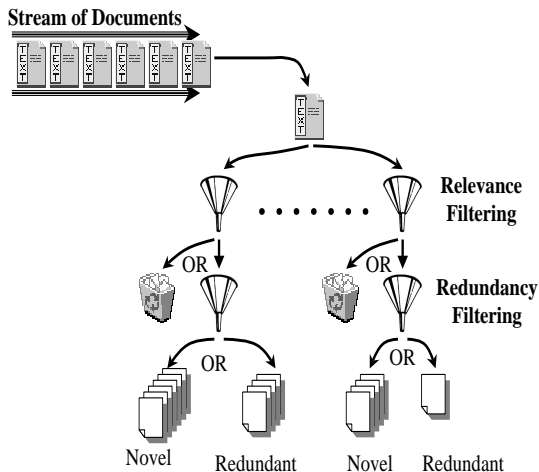 Stream of Documents
TEXT TEXT TEXT TEXT TEXT TEXT
TEXT
Relevance
Filtering
OR OR
Redundancy
Filtering
OR OR
Novel Redundant Novel Redundant